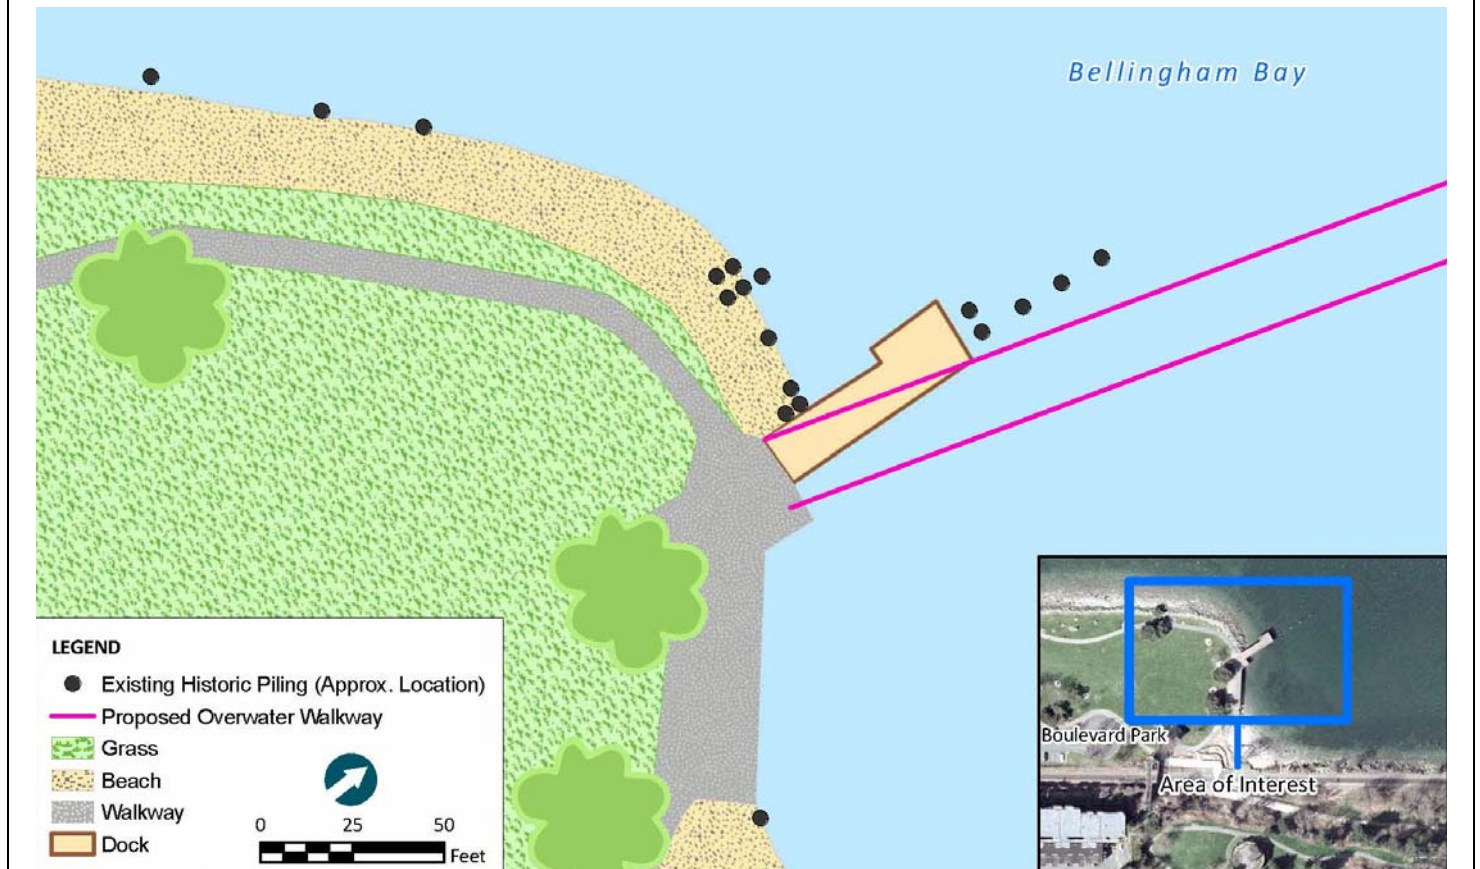 Bellingham Bay
LEGEND
Existing Historic Piling (Approx. Location)
Proposed Overwater Walkway
Grass
Beach
Walkway
Dock
0 25 50
Feet
Boulevard Park
Area of Interest